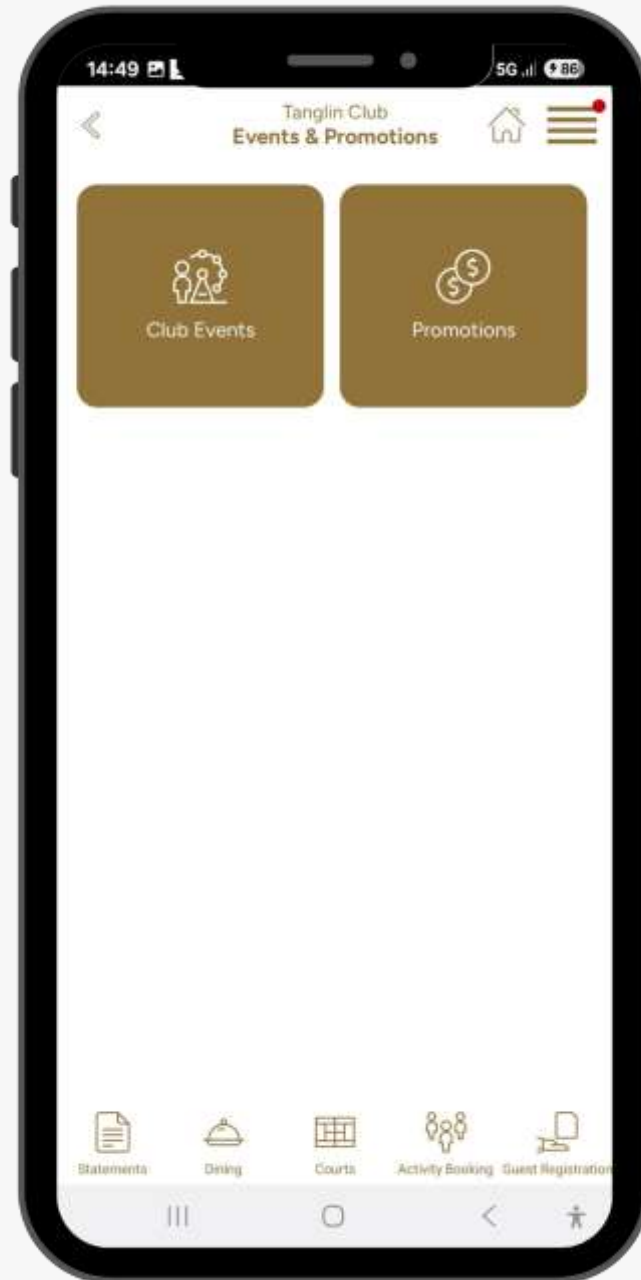 14:49
5G
86
Tanglin Club
Events & Promotions
Club Events
Promotions
Statements
Dining
Courts
Activity Booking
Guest Registration